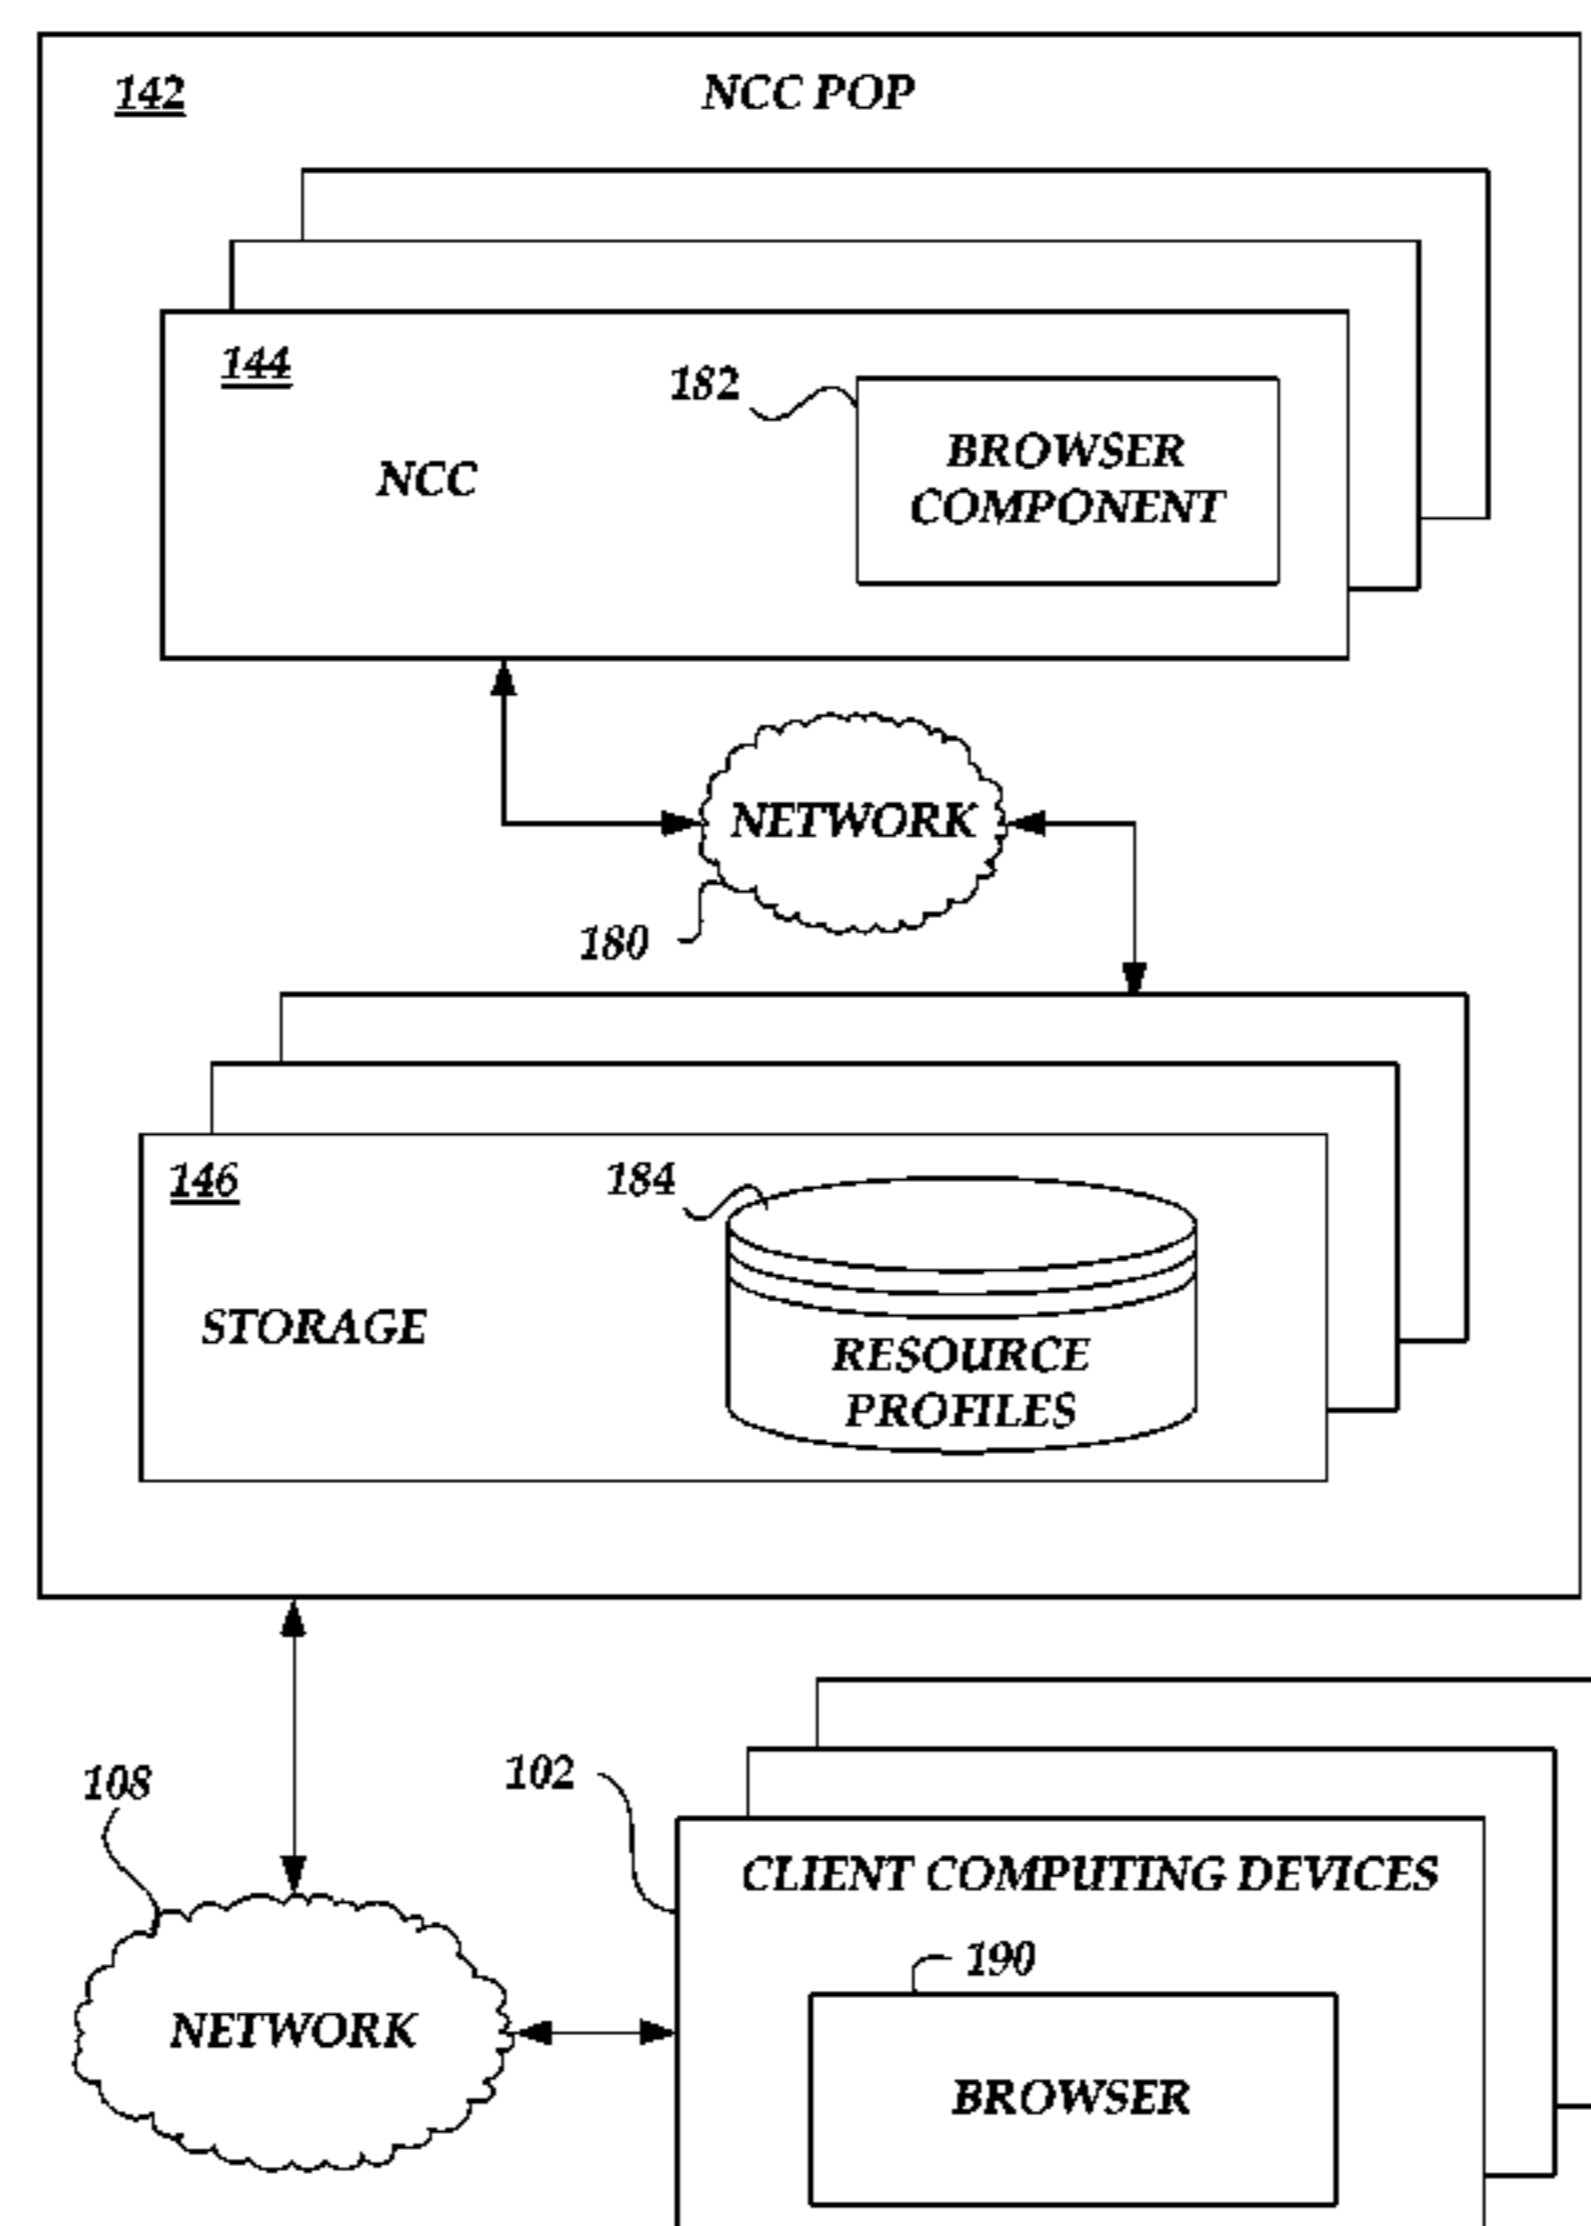 142
NCC POP
144
182
NCC
BROWSER
COMPONENT
NETWORK
180
146
184
STORAGE
RESOURCE
PROFILES
108
102
CLIENT COMPUTING DEVICES
190
NETWORK
BROWSER